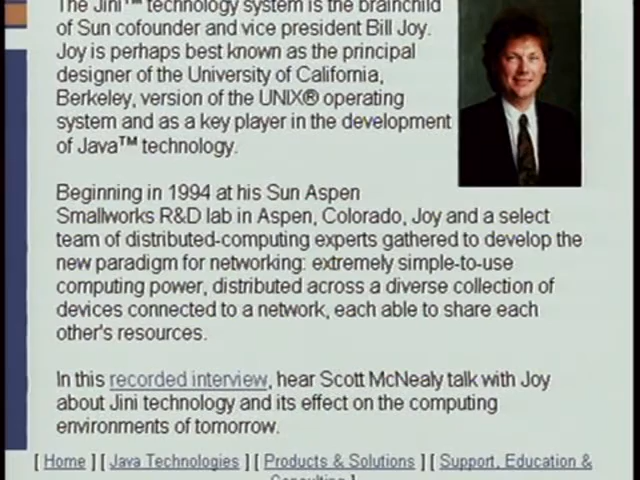 The Jini™ technology system is the brainchild
of Sun cofounder and vice president Bill Joy.
Joy is perhaps best known as the principal
designer of the University of California,
Berkeley, version of the UNIX® operating
system and as a key player in the development
of Java™ technology.
Beginning in 1994 at his Sun Aspen
Smallworks R&D lab in Aspen, Colorado, Joy and a select
team of distributed-computing experts gathered to develop the
new paradigm for networking: extremely simple-to-use
computing power, distributed across a diverse collection of
devices connected to a network, each able to share each
other's resources.
In this recorded interview, hear Scott McNealy talk with Joy
about Jini technology and its effect on the computing
environments of tomorrow.
[ Home ] [ Java Technologies ] [ Products & Solutions ] [ Support, Education &
Consulting ]